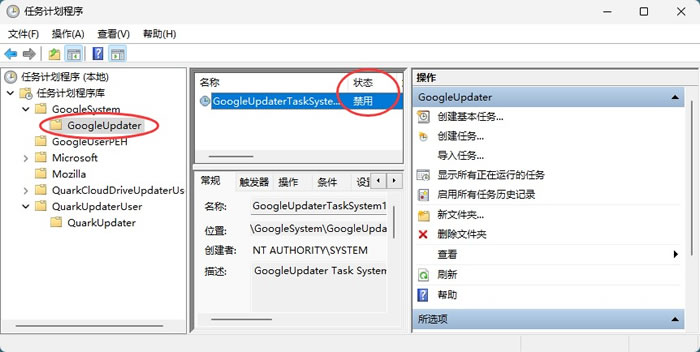 任务计划程序
文件(F) 操作(A) 查看(V) 帮助(H)
任务计划程序 (本地)
任务计划程序库
GoogleSystem
GoogleUpdater
GoogleUserPEH
Microsoft
Mozilla
QuarkCloudDriveUpdaterUs
QuarkUpdaterUser
QuarkUpdater
名称 状态
GoogleUpdaterTaskSyste... 禁用
常规 触发器 操作 条件 设
名称: GoogleUpdaterTaskSystem1
位置: \GoogleSystem\GoogleUpda
创建者: NT AUTHORITY\SYSTEM
描述: GoogleUpdater Task System
操作
GoogleUpdater
创建基本任务...
创建任务...
导入任务...
显示所有正在运行的任务
启用所有任务历史记录
新文件夹...
删除文件夹
查看
刷新
帮助
所选项